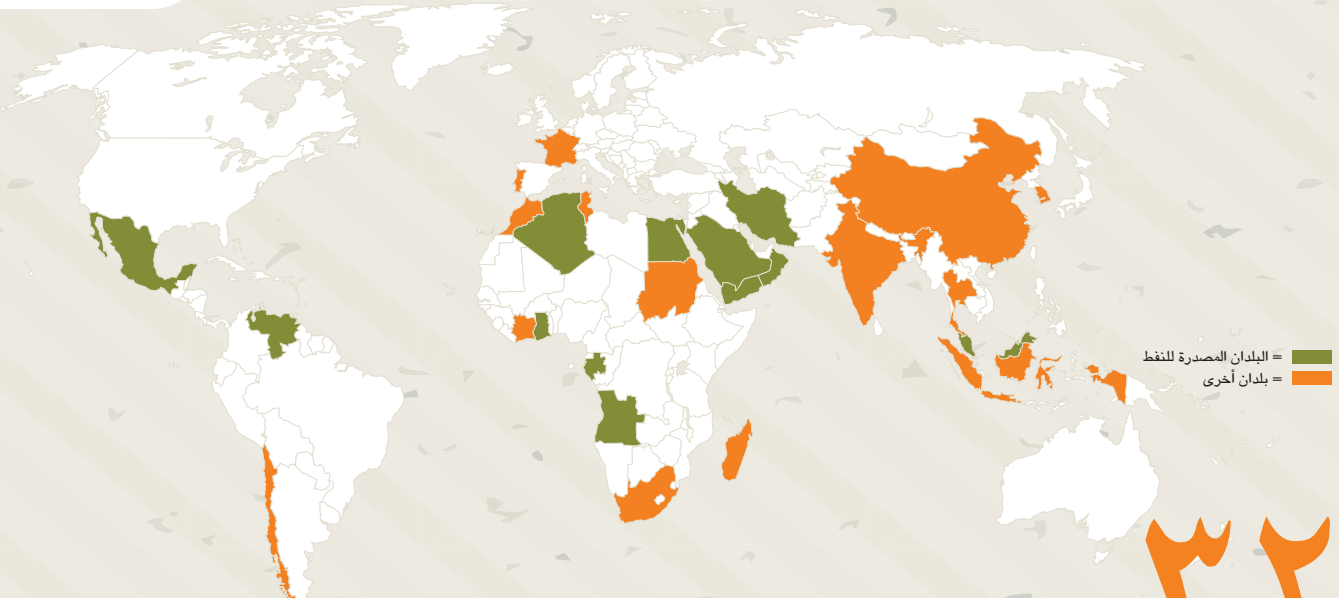 = البلدان المصدرة للنفط
= بلدان أخرى
٣٢